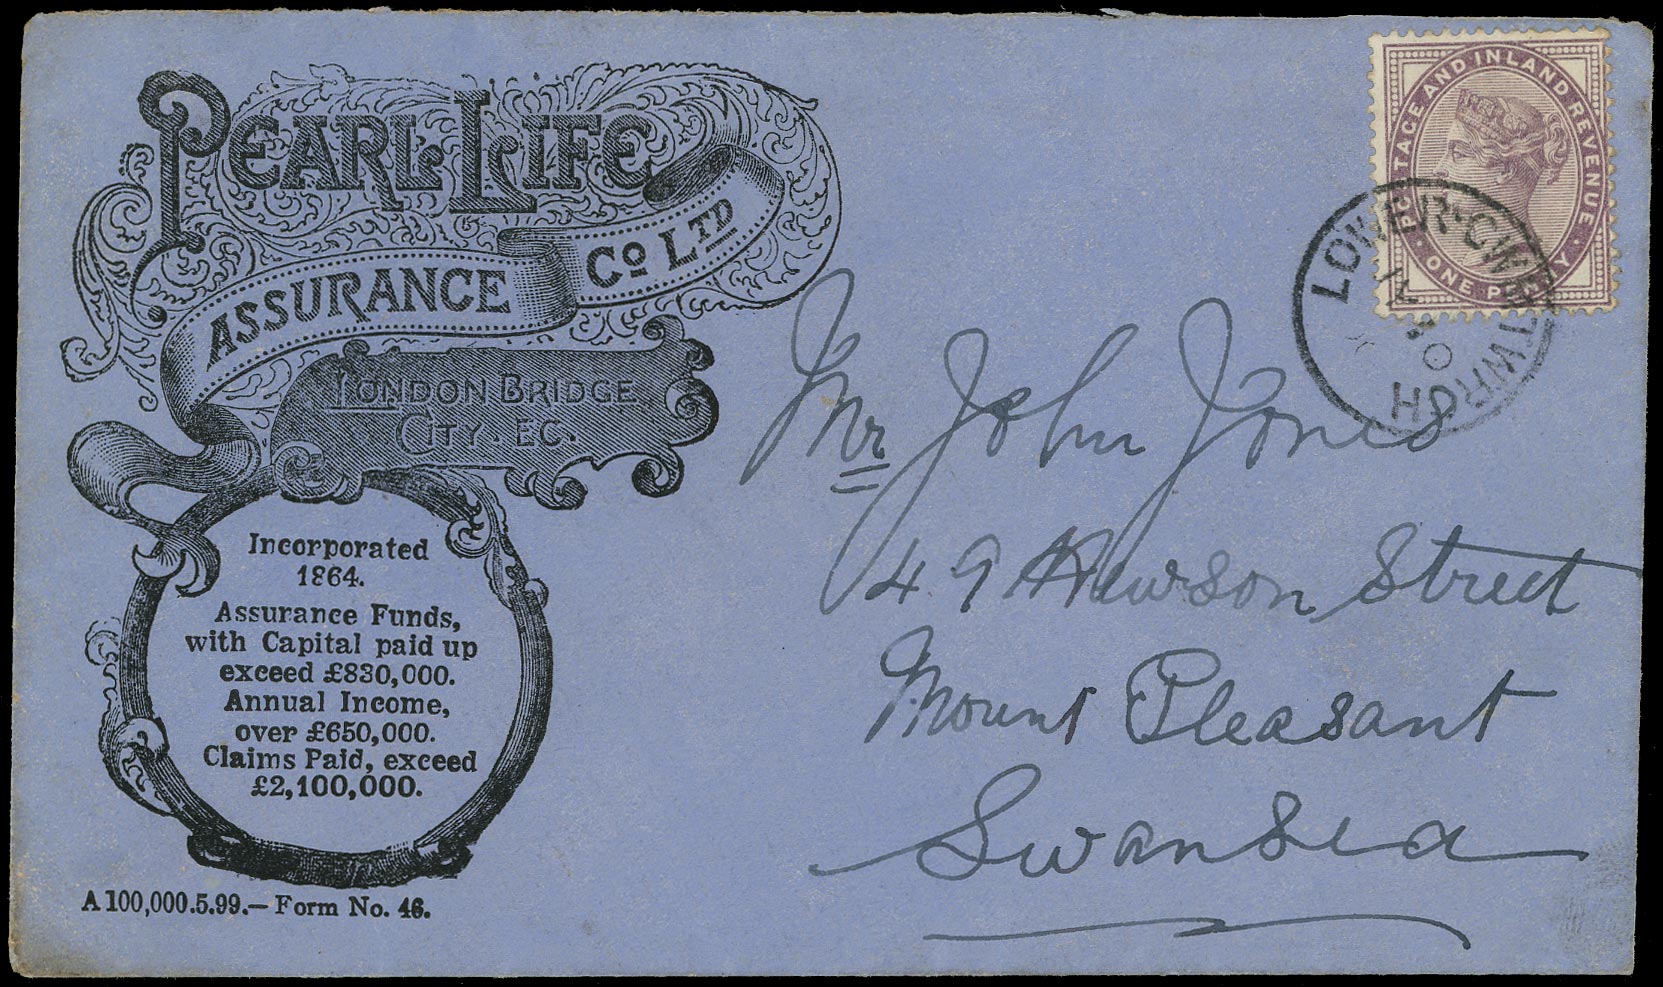 PEARL LIFE
ASSURANCE Co LTD
LONDON BRIDGE
CITY. EC.
Incorporated
1864.
Assurance Funds,
with Capital paid up
exceed £830,000.
Annual Income,
over £650,000.
Claims Paid, exceed
£2,100,000.
A 100,000.5.99.— Form No. 46.
POSTAGE AND INLAND REVENUE
ONE PENNY
LOWER-CWMTWRCH
Mr John Jones
49 Hewson Street
Mount Pleasant
Swansea